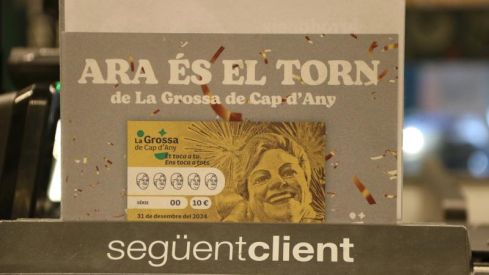 ARA ÉS EL TORN
de La Grossa de Cap d'Any
La Grossa
de Cap d'Any
Et toca a tu.
Ens toca a tots.
SÈRIE 00 10 €
31 de desembre del 2024
següentclient